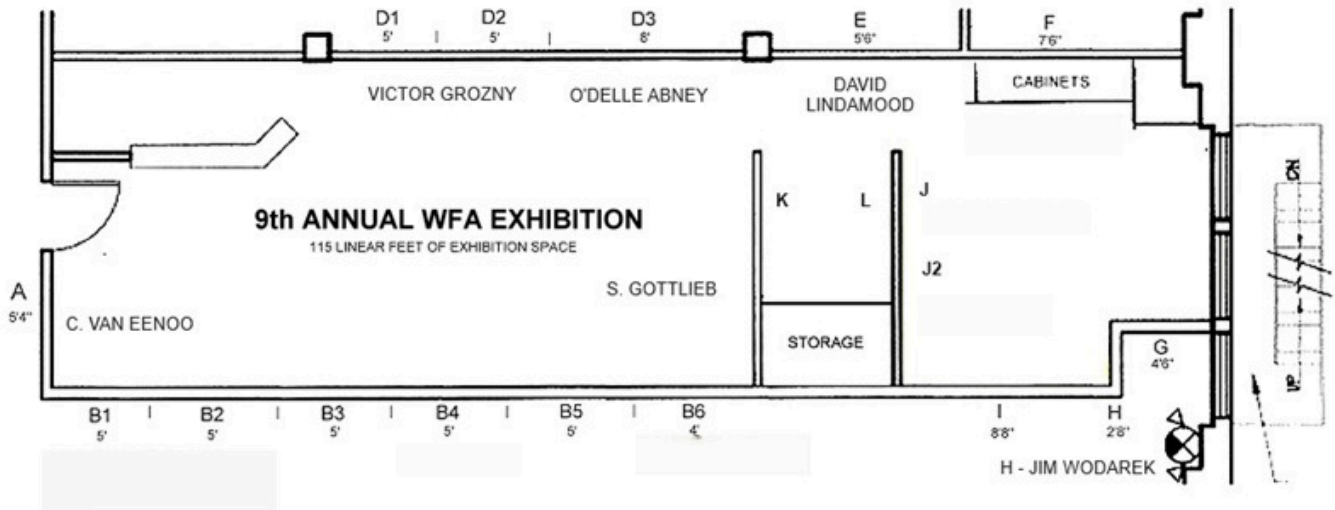 D1
D2
D3
E
F
5'
5'
8'
5'6"
7'6"
VICTOR GROZNY
O'DELLE ABNEY
DAVID
LINDAMOOD
CABINETS
K
L
J
9th ANNUAL WFA EXHIBITION
115 LINEAR FEET OF EXHIBITION SPACE
J2
S. GOTTLIEB
A
5'4"
C. VAN EENOO
STORAGE
G
4'6"
B1
B2
B3
B4
B5
B6
I
H
5'
5'
5'
5'
5'
4'
8'8"
2'8"
H - JIM WODAREK
UP